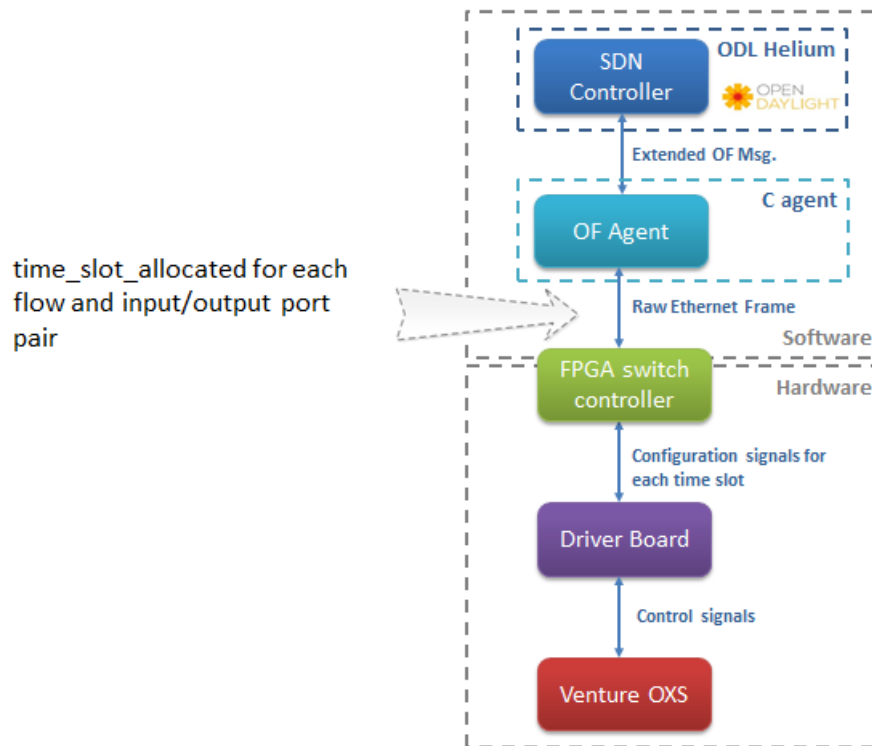 ODL Helium
SDN
Controller
OPEN
DAYLIGHT
Extended OF Msg.
C agent
OF Agent
time_slot_allocated for each
flow and input/output port
pair
Raw Ethernet Frame
Software
FPGA switch
controller
Hardware
Configuration signals for
each time slot
Driver Board
Control signals
Venture OXS